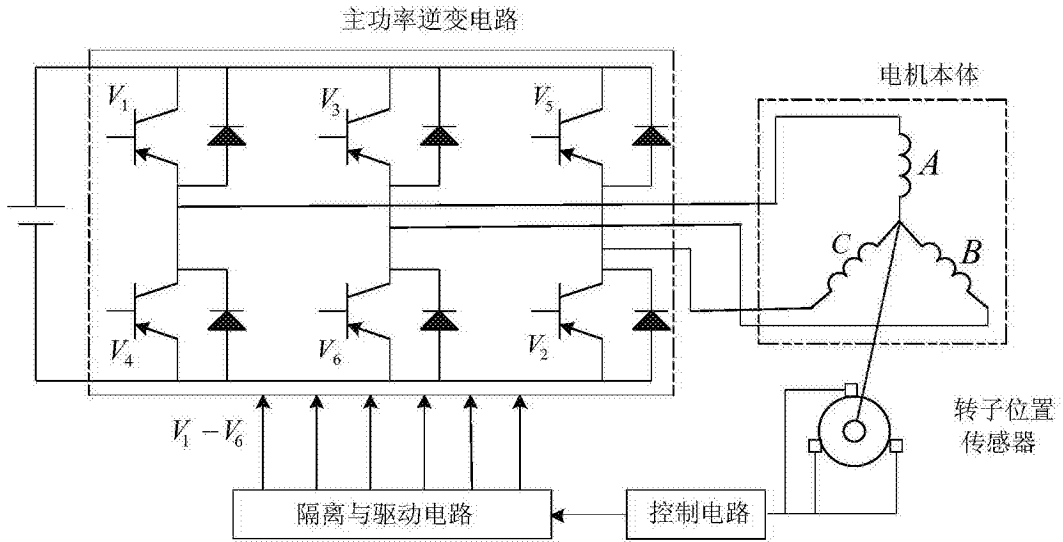 主功率逆变电路
电机本体
V₁
V₃
V₅
A
C
B
V₄
V₆
V₂
V₁ − V₆
转子位置
传感器
隔离与驱动电路
控制电路